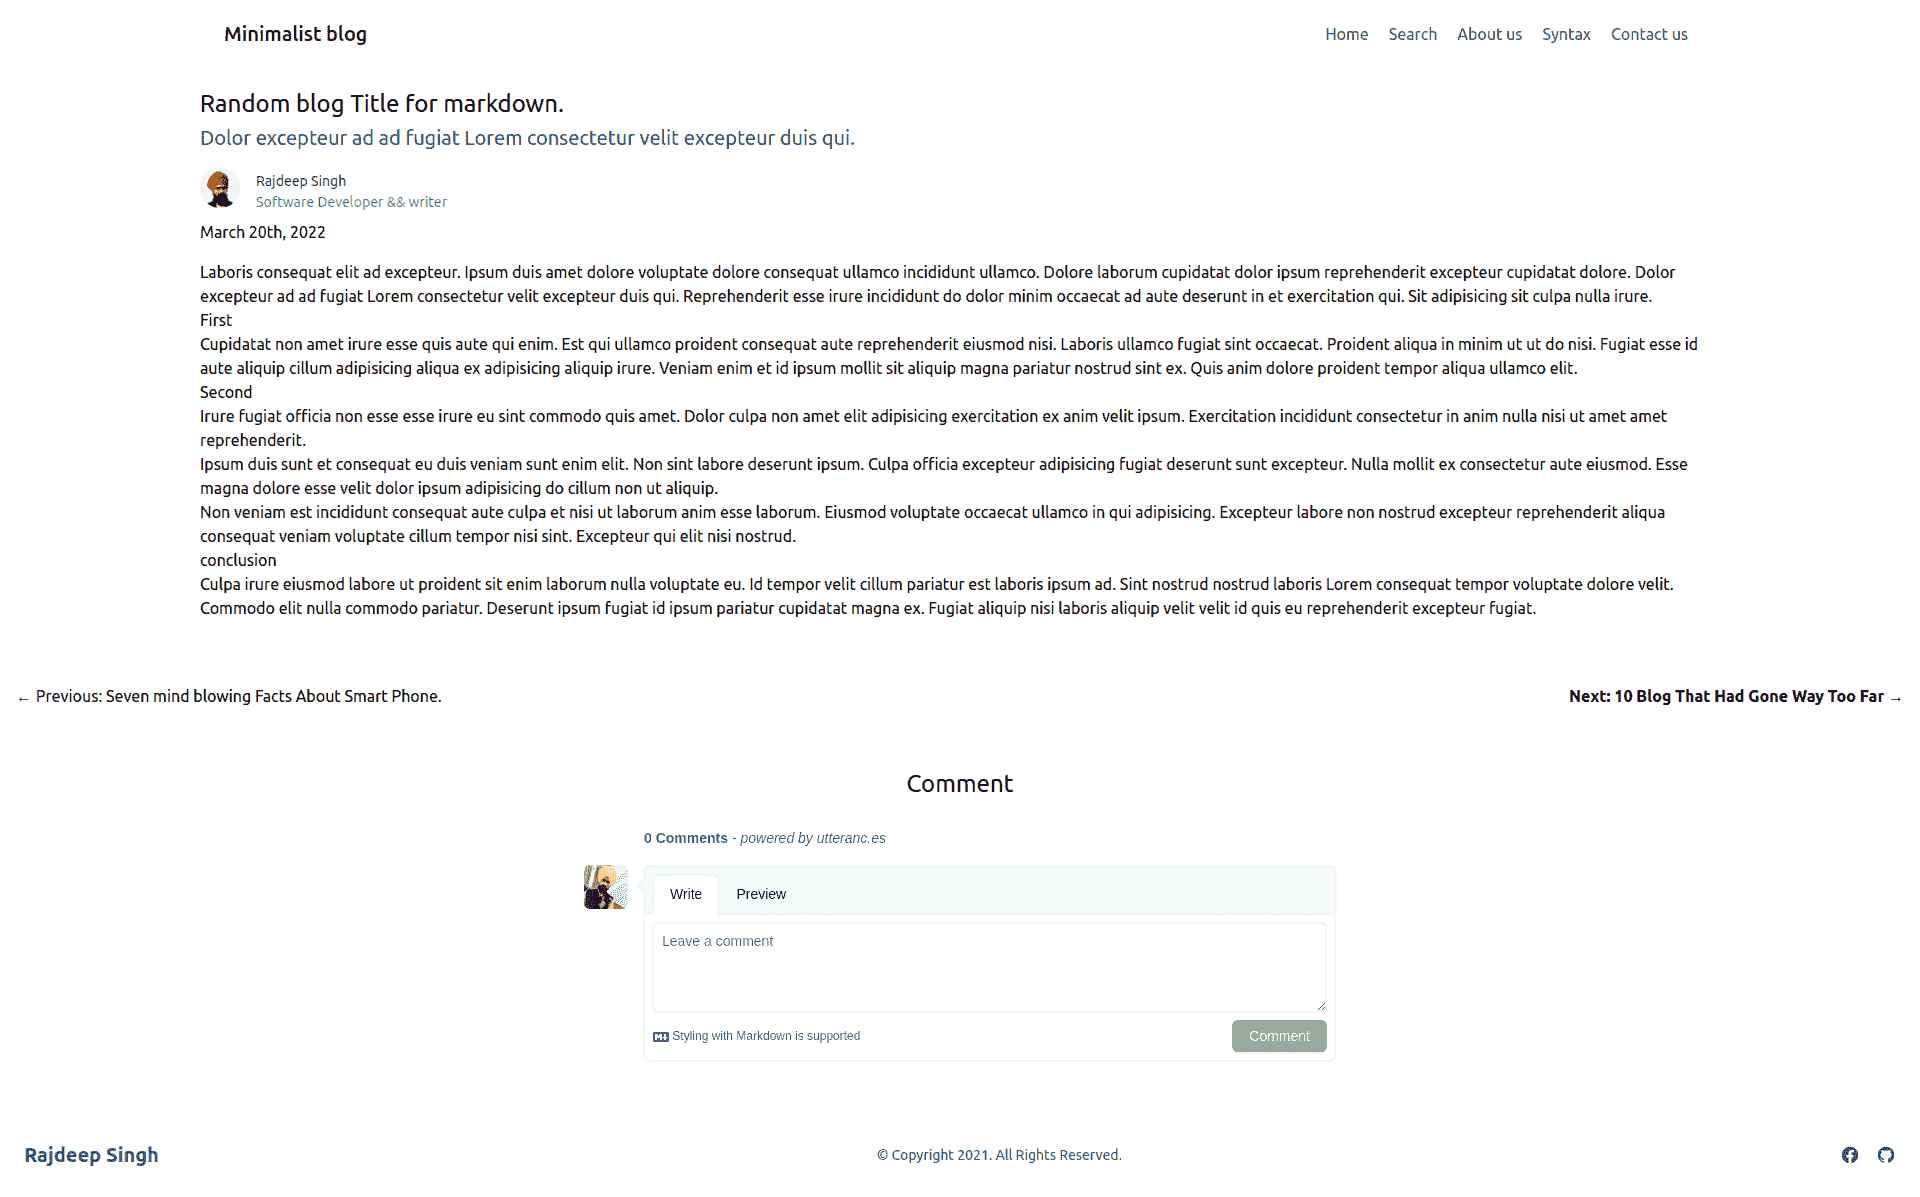 Minimalist blog
Home Search About us Syntax Contact us
Random blog Title for markdown.
Dolor excepteur ad ad fugiat Lorem consectetur velit excepteur duis qui.
Rajdeep Singh
Software Developer && writer
March 20th, 2022
Laboris consequat elit ad excepteur. Ipsum duis amet dolore voluptate dolore consequat ullamco incididunt ullamco. Dolore laborum cupidatat dolor ipsum reprehenderit excepteur cupidatat dolore. Dolor
excepteur ad ad fugiat Lorem consectetur velit excepteur duis qui. Reprehenderit esse irure incididunt do dolor minim occaecat ad aute deserunt in et exercitation qui. Sit adipisicing sit culpa nulla irure.
First
Cupidatat non amet irure esse quis aute qui enim. Est qui ullamco proident consequat aute reprehenderit eiusmod nisi. Laboris ullamco fugiat sint occaecat. Proident aliqua in minim ut ut do nisi. Fugiat esse id
aute aliquip cillum adipisicing aliqua ex adipisicing aliquip irure. Veniam enim et id ipsum mollit sit aliquip magna pariatur nostrud sint ex. Quis anim dolore proident tempor aliqua ullamco elit.
Second
Irure fugiat officia non esse esse irure eu sint commodo quis amet. Dolor culpa non amet elit adipisicing exercitation ex anim velit ipsum. Exercitation incididunt consectetur in anim nulla nisi ut amet amet
reprehenderit.
Ipsum duis sunt et consequat eu duis veniam sunt enim elit. Non sint labore deserunt ipsum. Culpa officia excepteur adipisicing fugiat deserunt sunt excepteur. Nulla mollit ex consectetur aute eiusmod. Esse
magna dolore esse velit dolor ipsum adipisicing do cillum non ut aliquip.
Non veniam est incididunt consequat aute culpa et nisi ut laborum anim esse laborum. Eiusmod voluptate occaecat ullamco in qui adipisicing. Excepteur labore non nostrud excepteur reprehenderit aliqua
consequat veniam voluptate cillum tempor nisi sint. Excepteur qui elit nisi nostrud.
conclusion
Culpa irure eiusmod labore ut proident sit enim laborum nulla voluptate eu. Id tempor velit cillum pariatur est laboris ipsum ad. Sint nostrud nostrud laboris Lorem consequat tempor voluptate dolore velit.
Commodo elit nulla commodo pariatur. Deserunt ipsum fugiat id ipsum pariatur cupidatat magna ex. Fugiat aliquip nisi laboris aliquip velit velit id quis eu reprehenderit excepteur fugiat.
← Previous: Seven mind blowing Facts About Smart Phone.
Next: 10 Blog That Had Gone Way Too Far →
Comment
0 Comments - powered by utteranc.es
Write Preview
Leave a comment
Styling with Markdown is supported
Comment
Rajdeep Singh
© Copyright 2021. All Rights Reserved.